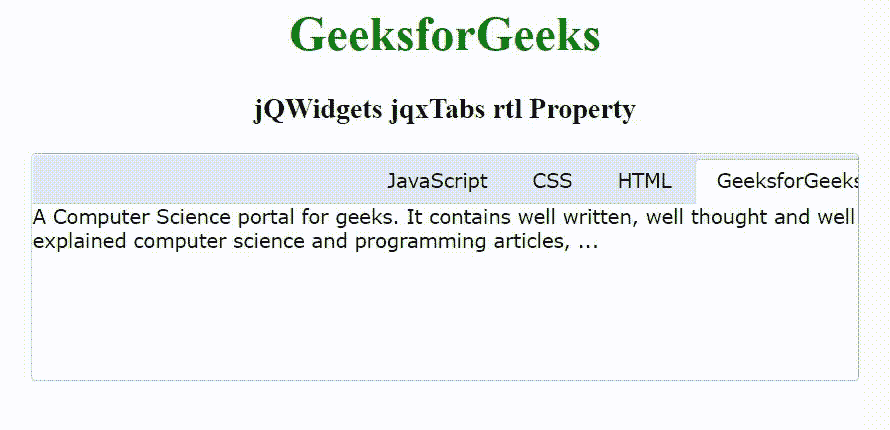 GeeksforGeeks
jQWidgets jqxTabs rtl Property
JavaScript CSS HTML GeeksforGeeks
A Computer Science portal for geeks. It contains well written, well thought and well
explained computer science and programming articles, ...